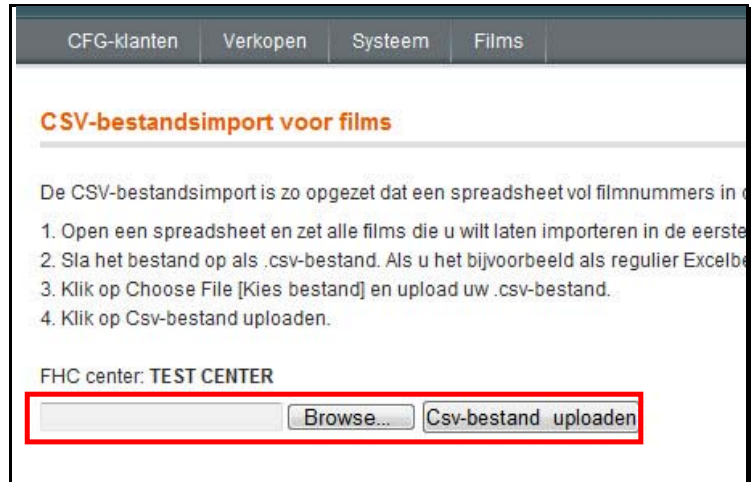 CFG-klanten Verkopen Systeem Films
CSV-bestandsimport voor films
De CSV-bestandsimport is zo opgezet dat een spreadsheet vol filmnummers in
1. Open een spreadsheet en zet alle films die u wilt laten importeren in de eerste
2. Sla het bestand op als .csv-bestand. Als u het bijvoorbeeld als regulier Excelbe
3. Klik op Choose File [Kies bestand] en upload uw .csv-bestand.
4. Klik op Csv-bestand uploaden.
FHC center: TEST CENTER
Browse... Csv-bestand uploaden